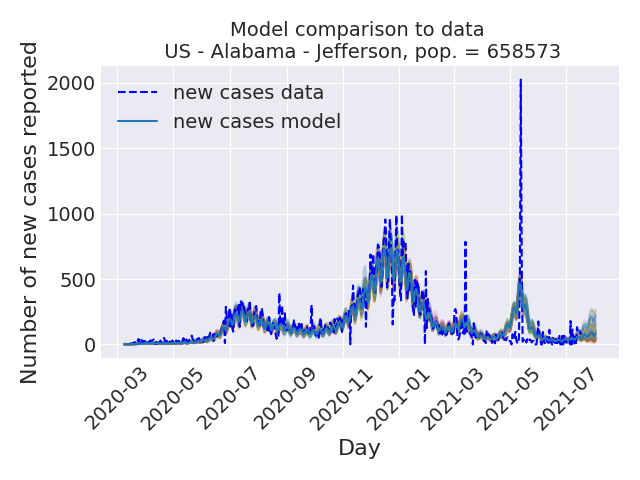 Model comparison to data
US - Alabama - Jefferson, pop. = 658573
Number of new cases reported
2000
1500
1000
500
0
new cases data
new cases model
2020-03
2020-05
2020-07
2020-09
2020-11
2021-01
2021-03
2021-05
2021-07
Day